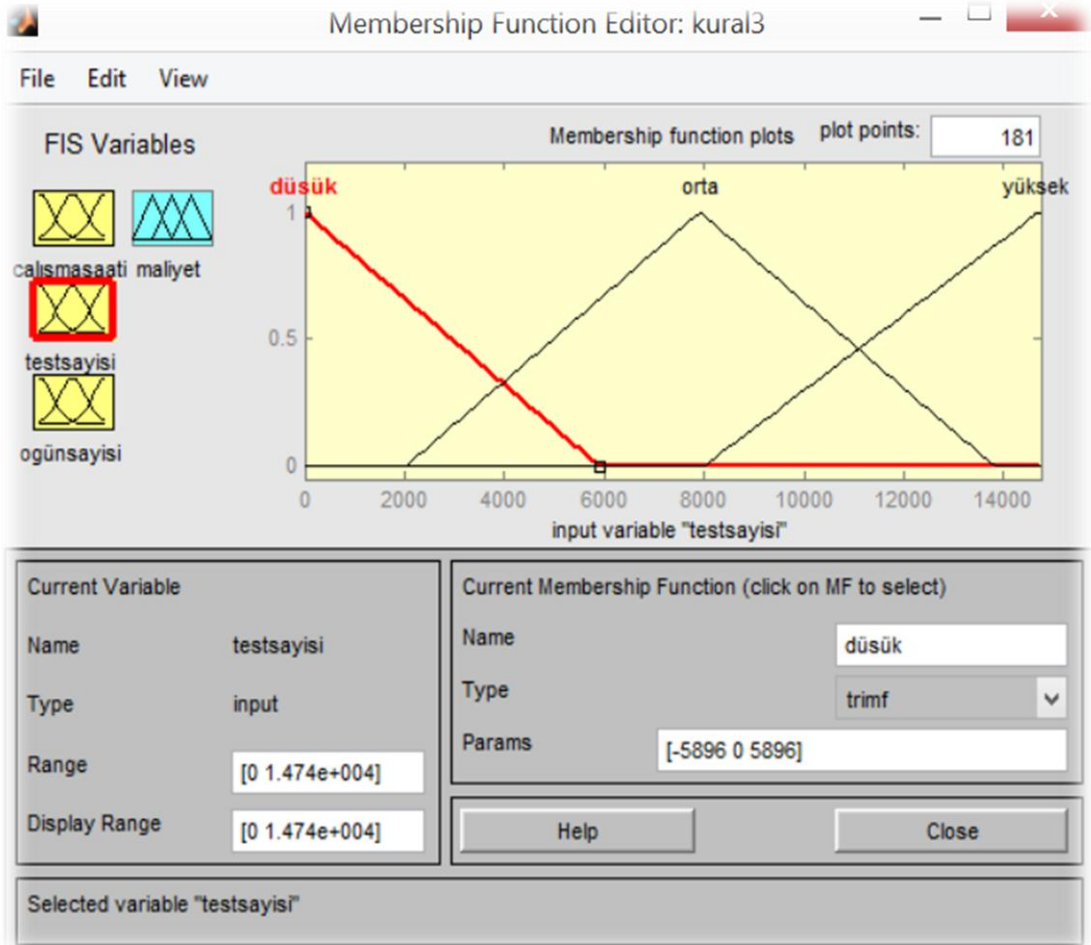 Membership Function Editor: kural3
File Edit View
FIS Variables
Membership function plots plot points: 181
düsük orta yüksek
calısmasaati maliyet
testsayisi
ogünsayisi
1
0.5
0
0 2000 4000 6000 8000 10000 12000 14000
input variable "testsayisi"
Current Variable
Name testsayisi
Type input
Range [0 1.474e+004]
Display Range [0 1.474e+004]
Current Membership Function (click on MF to select)
Name düsük
Type trimf
Params [-5896 0 5896]
Help Close
Selected variable "testsayisi"